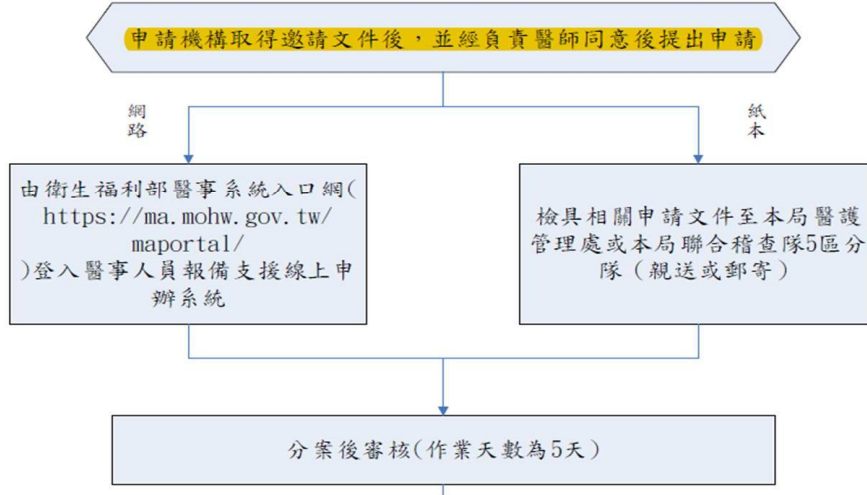 申請機構取得邀請文件後，並經負責醫師同意後提出申請
網
路
紙
本
由衛生福利部醫事系統入口網(
https://ma.mohw.gov.tw/
maportal/
)登入醫事人員報備支援線上申
辦系統
檢具相關申請文件至本局醫護
管理處或本局聯合稽查隊5區分
隊（親送或郵寄）
分案後審核(作業天數為5天)